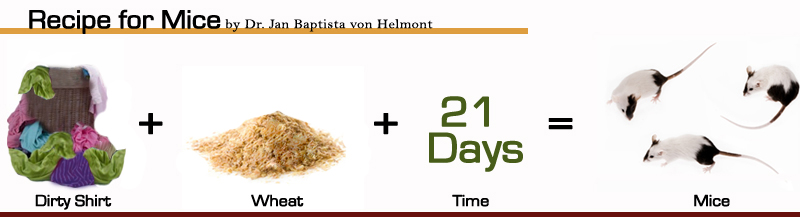 Recipe for Mice by Dr. Jan Baptista von Helmont
+ + 21 =
Days
Dirty Shirt Wheat Time Mice